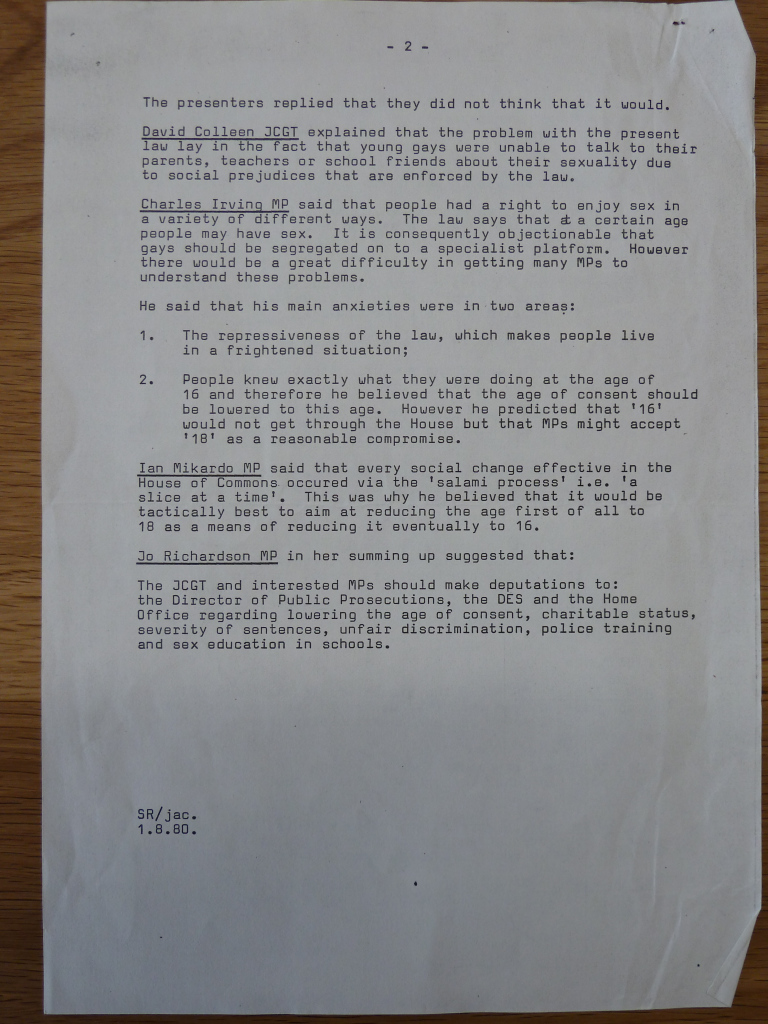 - 2 -
The presenters replied that they did not think that it would.
David Colleen JCGT explained that the problem with the present
law lay in the fact that young gays were unable to talk to their
parents, teachers or school friends about their sexuality due
to social prejudices that are enforced by the law.
Charles Irving MP said that people had a right to enjoy sex in
a variety of different ways. The law says that at a certain age
people may have sex. It is consequently objectionable that
gays should be segregated on to a specialist platform. However
there would be a great difficulty in getting many MPs to
understand these problems.
He said that his main anxieties were in two areas:
1. The repressiveness of the law, which makes people live
in a frightened situation;
2. People knew exactly what they were doing at the age of
16 and therefore he believed that the age of consent should
be lowered to this age. However he predicted that '16'
would not get through the House but that MPs might accept
'18' as a reasonable compromise.
Ian Mikardo MP said that every social change effective in the
House of Commons occured via the 'salami process' i.e. 'a
slice at a time'. This was why he believed that it would be
tactically best to aim at reducing the age first of all to
18 as a means of reducing it eventually to 16.
Jo Richardson MP in her summing up suggested that:
The JCGT and interested MPs should make deputations to:
the Director of Public Prosecutions, the DES and the Home
Office regarding lowering the age of consent, charitable status,
severity of sentences, unfair discrimination, police training
and sex education in schools.
SR/jac.
1.8.80.